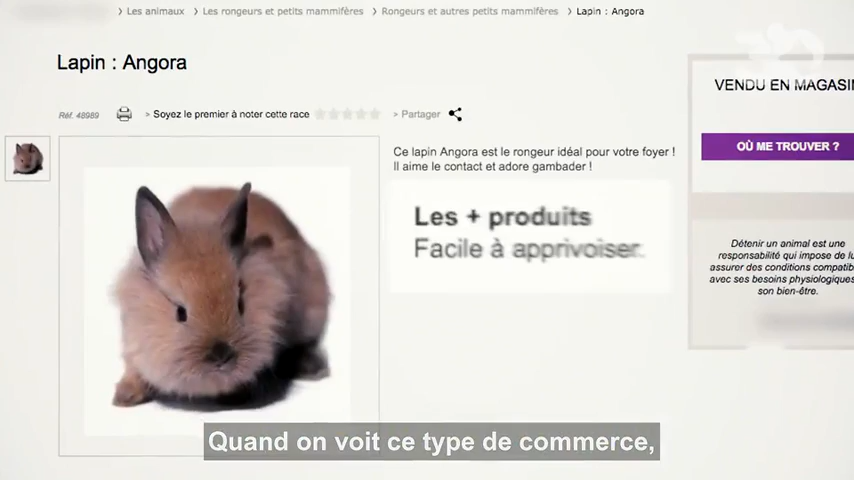 Les animaux > Les rongeurs et petits mammifères > Rongeurs et autres petits mammifères > Lapin : Angora
Lapin : Angora
Réf. 48989 > Soyez le premier à noter cette race > Partager
Ce lapin Angora est le rongeur idéal pour votre foyer !
Il aime le contact et adore gambader !
Les + produits
Facile à apprivoiser.
VENDU EN MAGASIN
OÙ ME TROUVER ?
Détenir un animal est une
responsabilité qui impose de lu
assurer des conditions compatib
avec ses besoins physiologiques
son bien-être.
Quand on voit ce type de commerce,